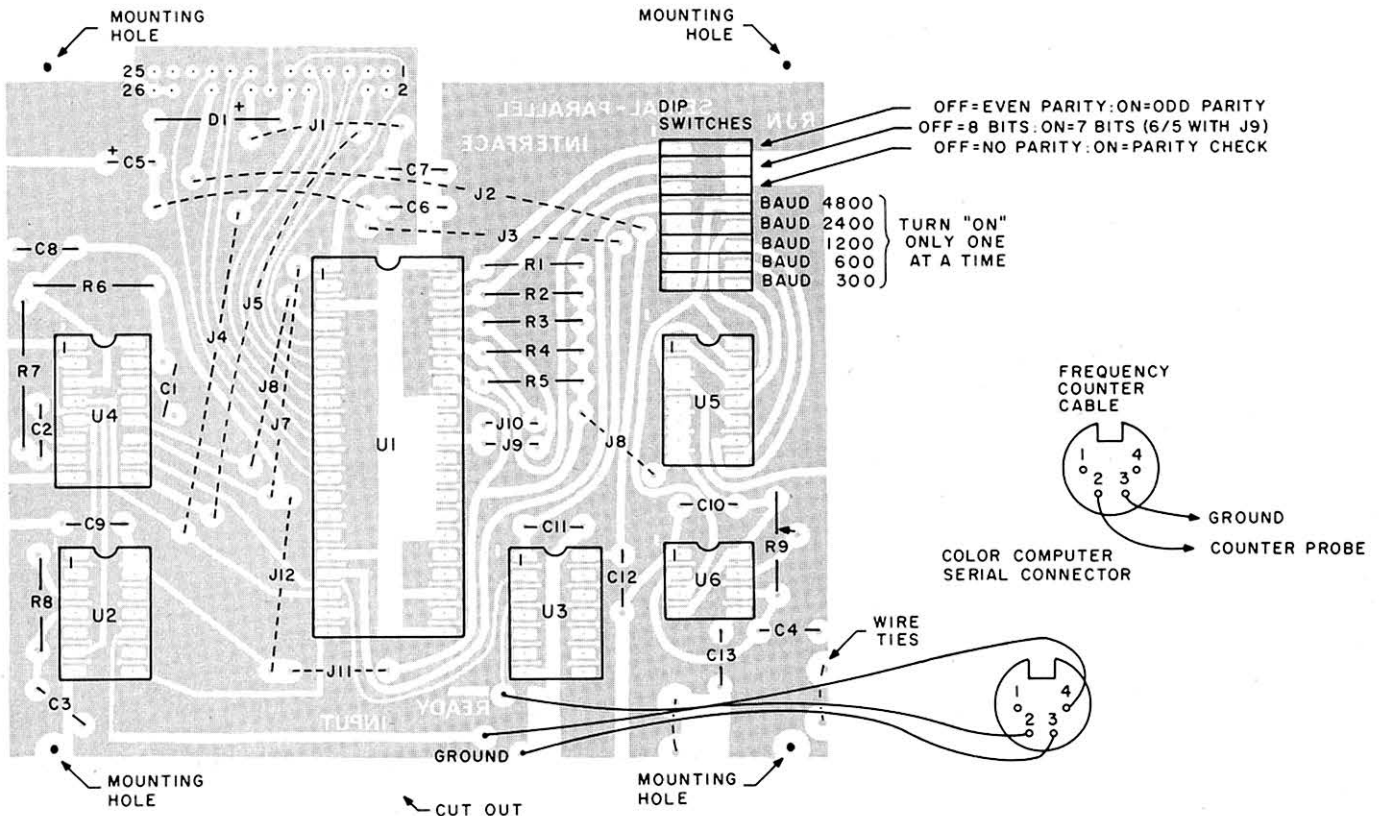 MOUNTING
HOLE
MOUNTING
HOLE
25
1
26
2
+
D1
J1
+
C5
C7
J2
C6
J3
SERIAL-PARALLEL
INTERFACE
RJN
DIP
SWITCHES
OFF=EVEN PARITY:ON=ODD PARITY
OFF=8 BITS:ON=7 BITS (6/5 WITH J9)
OFF=NO PARITY:ON=PARITY CHECK
BAUD 4800
BAUD 2400
BAUD 1200
BAUD 600
BAUD 300
TURN "ON"
ONLY ONE
AT A TIME
C8
R6
J5
J4
R7
1
U4
C1
C2
J8
J7
1
U1
R1
R2
R3
R4
R5
J10
J9
J8
1
U5
FREQUENCY
COUNTER
CABLE
1
2
3
4
GROUND
COUNTER PROBE
C9
R8
1
U2
C3
J12
J11
C11
1
U3
C12
C10
1
U6
R9
C4
C13
WIRE
TIES
COLOR COMPUTER
SERIAL CONNECTOR
1
2
3
4
READY
INPUT
GROUND
MOUNTING
HOLE
CUT OUT
MOUNTING
HOLE